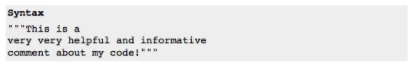 Syntax
"""This is a
very very helpful and informative
comment about my code!"""